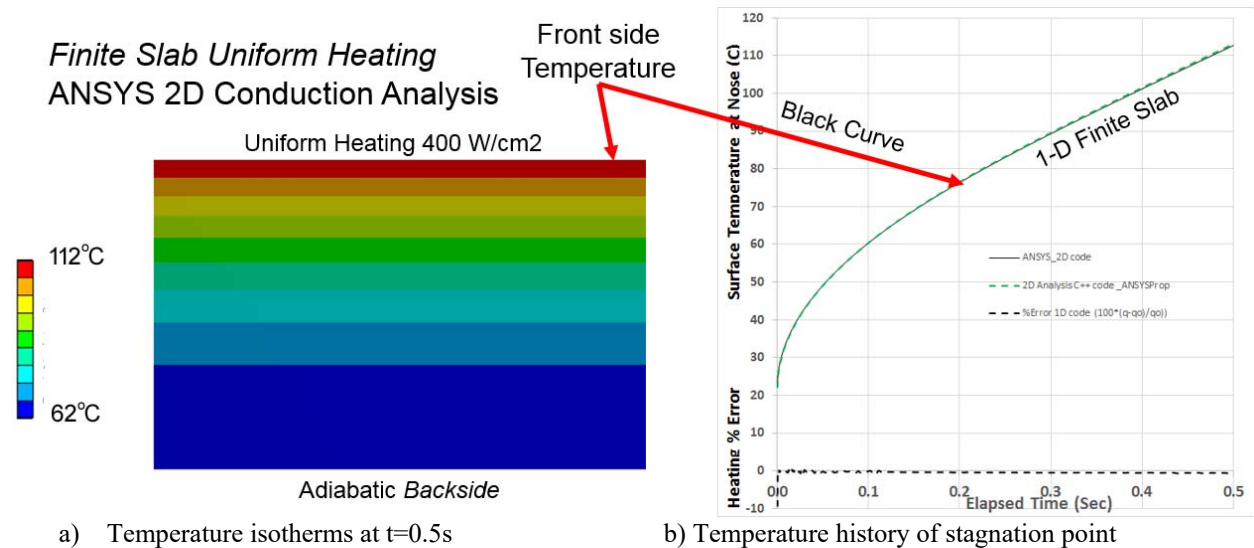 Finite Slab Uniform Heating
ANSYS 2D Conduction Analysis
Uniform Heating 400 W/cm2
112°C
62°C
Adiabatic Backside
a) Temperature isotherms at t=0.5s
Front side
Temperature
Black Curve
1-D Finite Slab
Surface Temperature at Nose (C)
Heating % Error
120
110
100
90
80
70
60
50
40
30
20
10
0
-10
ANSYS_2D code
2D Analysis C++ code _ANSYSProp
%Error 1D code (100*(q-qo)/qo))
0.0
0.1
0.2
0.3
0.4
0.5
Elapsed Time (Sec)
b) Temperature history of stagnation point